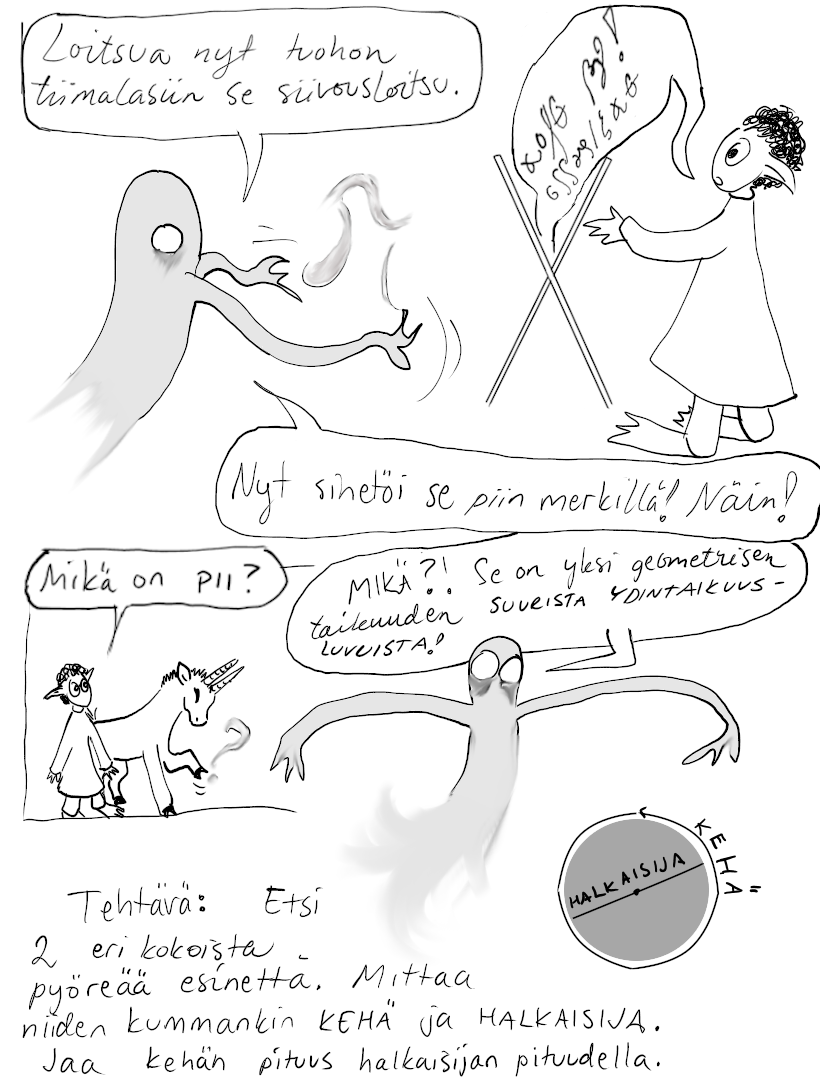 Loitsua nyt tuohon
tiimalasiin se siivousloitsu.
Nyt sinetöi se piin merkillä! Näin!
Mikä on pii?
MIKÄ?! Se on yksi geometrisen
taikuuden SUURISTA YDINTAIKUUS-
LUVUISTA!
KEHÄ
HALKAISIJA
Tehtävä: Etsi
2 eri kokoista
pyöreää esinettä. Mittaa
niiden kummankin KEHÄ ja HALKAISIJA.
Jaa kehän pituus halkaisijan pituudella.